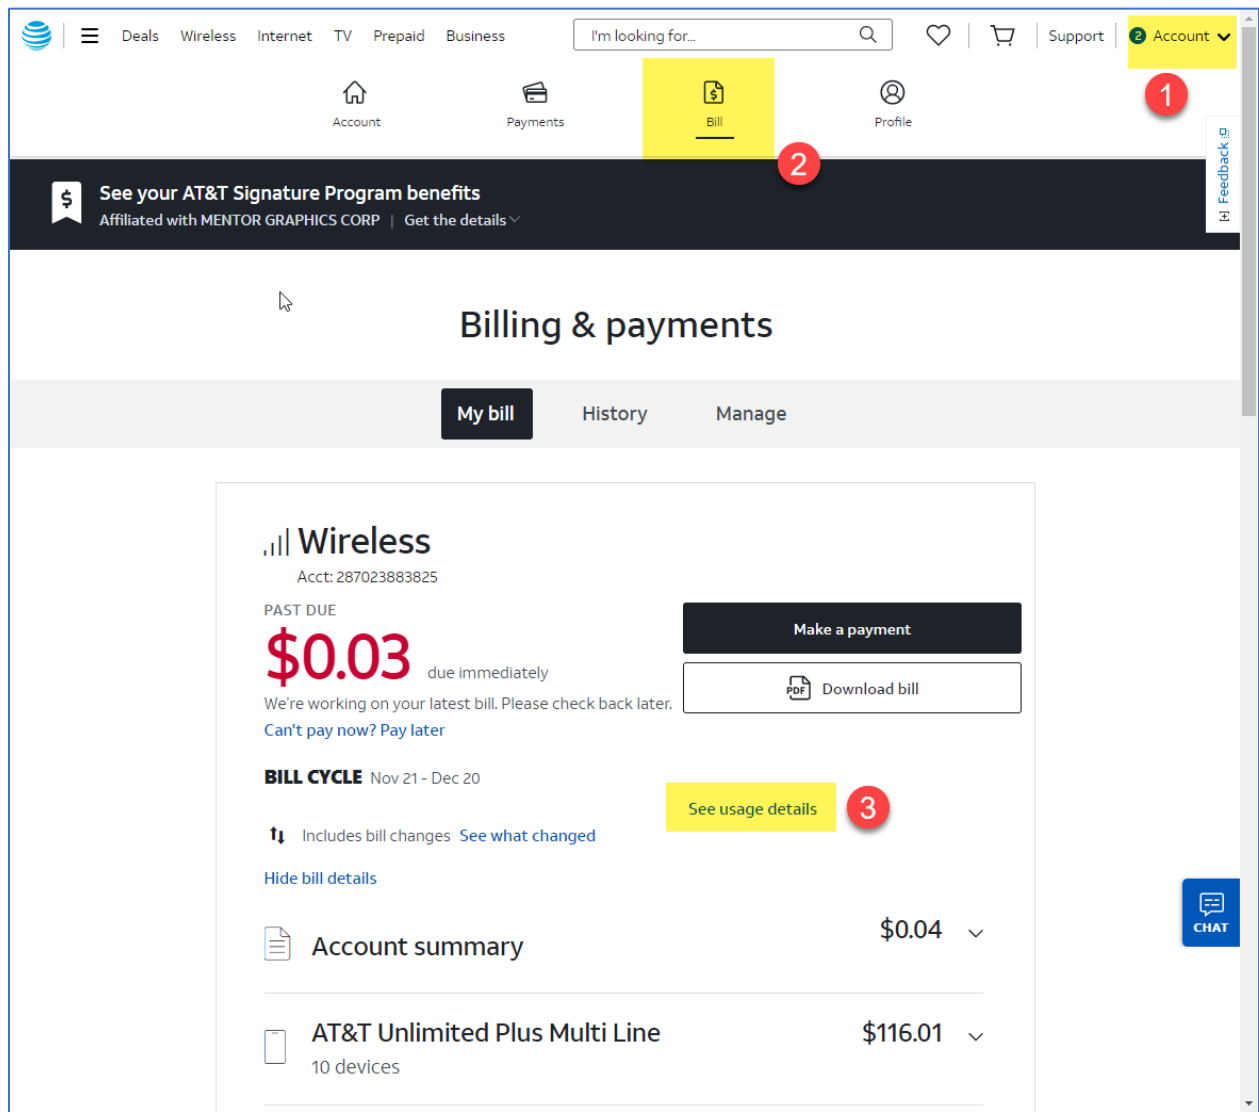 Deals Wireless Internet TV Prepaid Business I'm looking for... Support 2 Account
1
Account Payments Bill Profile
2
[+] Feedback
See your AT&T Signature Program benefits
Affiliated with MENTOR GRAPHICS CORP | Get the details
Billing & payments
My bill History Manage
Wireless
Acct: 287023883825
PAST DUE
$0.03 due immediately
We're working on your latest bill. Please check back later.
Can't pay now? Pay later
Make a payment
PDF Download bill
BILL CYCLE Nov 21 - Dec 20
See usage details 3
Includes bill changes See what changed
Hide bill details
Account summary $0.04
CHAT
AT&T Unlimited Plus Multi Line $116.01
10 devices